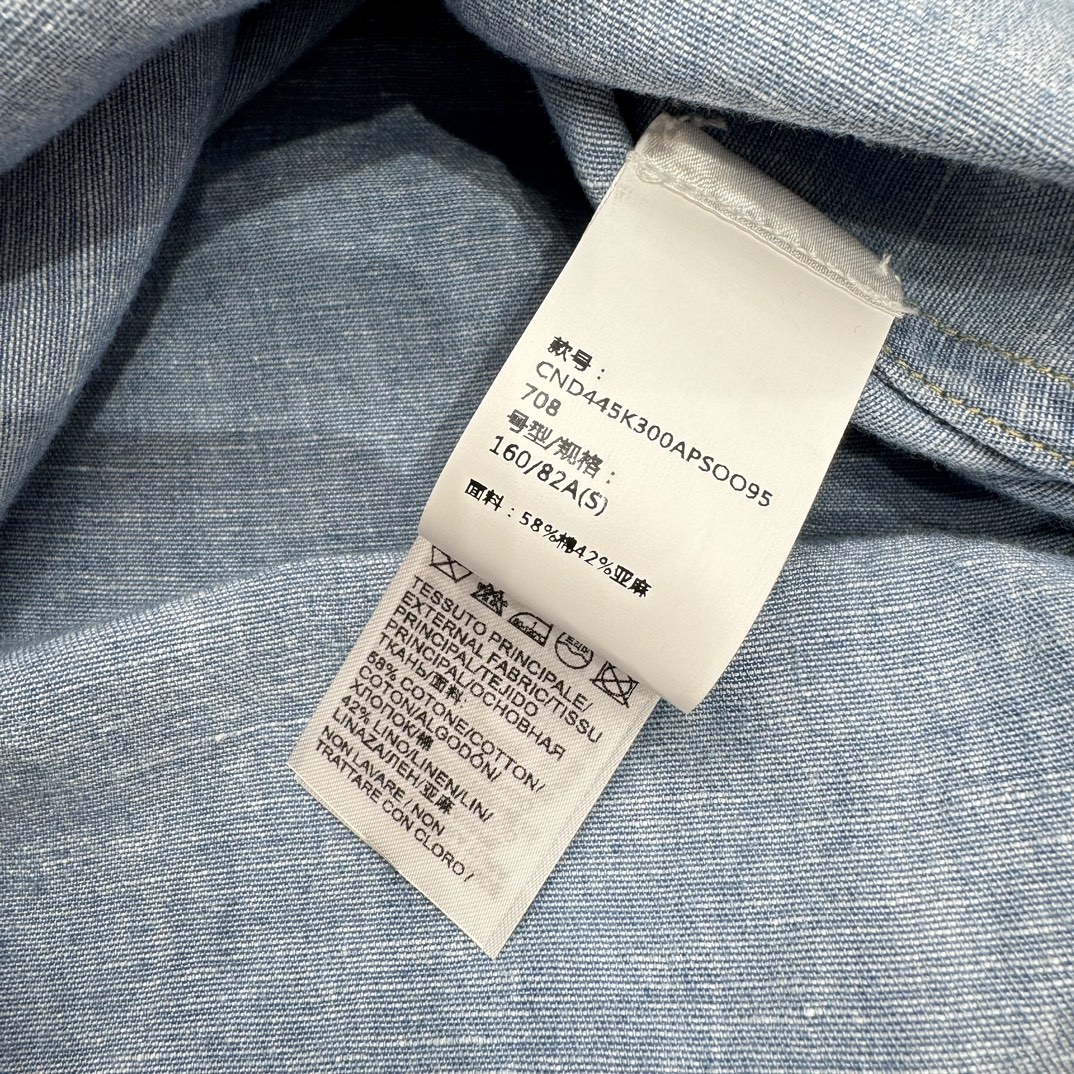 款号：
CND445K300APSOO95
708
号型/规格：
160/82A(S)
面料：58%棉42%亚麻
TESSUTO PRINCIPALE/
EXTERNAL FABRIC/TISSU
PRINCIPAL/TEJIDO
PRINCIPAL/ОСНОВНАЯ
ТКАНЬ/面料:
58% COTONE/COTTON/
COTON/ALGODÓN/
ХЛОПОК/棉
42% LINO/LINEN/LIN/
LINAZA/ЛЕН/亚麻
NON LAVARE / NON
TRATTARE CON CLORO /